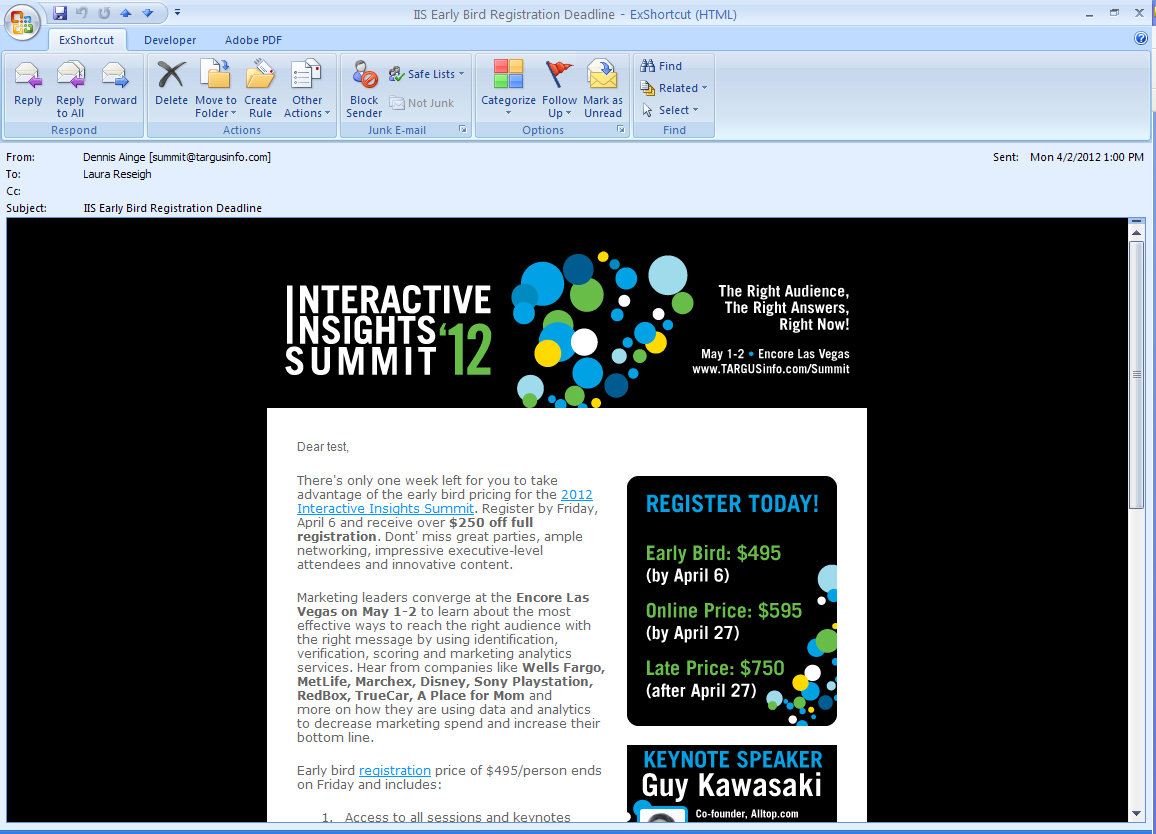 IIS Early Bird Registration Deadline - ExShortcut (HTML)
ExShortcut Developer Adobe PDF
Reply
Reply to All
Forward
Respond
Delete
Move to Folder
Create Rule
Other Actions
Actions
Block Sender
Safe Lists
Not Junk
Junk E-mail
Categorize
Follow Up
Mark as Unread
Options
Find
Related
Select
Find
From: Dennis Ainge [summit@targusinfo.com]
Sent: Mon 4/2/2012 1:00 PM
To: Laura Reseigh
Cc:
Subject: IIS Early Bird Registration Deadline
INTERACTIVE
INSIGHTS
SUMMIT '12
The Right Audience,
The Right Answers,
Right Now!
May 1-2 • Encore Las Vegas
www.TARGUSinfo.com/Summit
Dear test,
There's only one week left for you to take
advantage of the early bird pricing for the 2012
Interactive Insights Summit. Register by Friday,
April 6 and receive over $250 off full
registration. Dont' miss great parties, ample
networking, impressive executive-level
attendees and innovative content.
Marketing leaders converge at the Encore Las
Vegas on May 1-2 to learn about the most
effective ways to reach the right audience with
the right message by using identification,
verification, scoring and marketing analytics
services. Hear from companies like Wells Fargo,
MetLife, Marchex, Disney, Sony Playstation,
RedBox, TrueCar, A Place for Mom and
more on how they are using data and analytics
to decrease marketing spend and increase their
bottom line.
Early bird registration price of $495/person ends
on Friday and includes:
1. Access to all sessions and keynotes
REGISTER TODAY!
Early Bird: $495
(by April 6)
Online Price: $595
(by April 27)
Late Price: $750
(after April 27)
KEYNOTE SPEAKER
Guy Kawasaki
Co-founder, Alltop.com